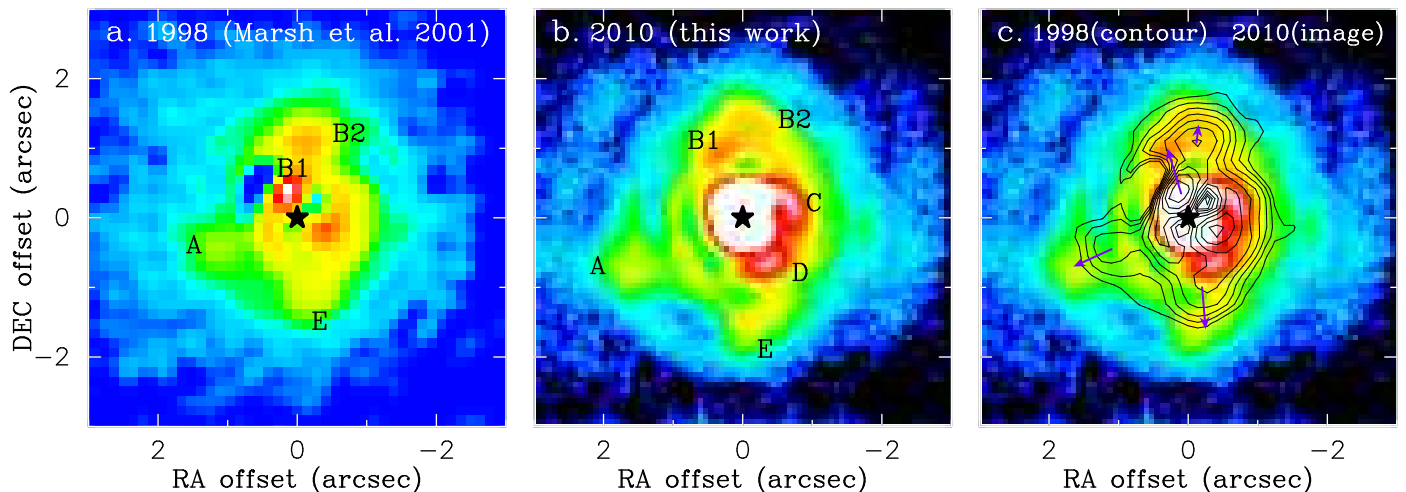 a. 1998 (Marsh et al. 2001)
b. 2010 (this work)
c. 1998(contour) 2010(image)
DEC offset (arcsec)
2
0
−2
B2
B1
A
E
B2
B1
C
A
D
E
2 0 −2
2 0 −2
2 0 −2
RA offset (arcsec)
RA offset (arcsec)
RA offset (arcsec)